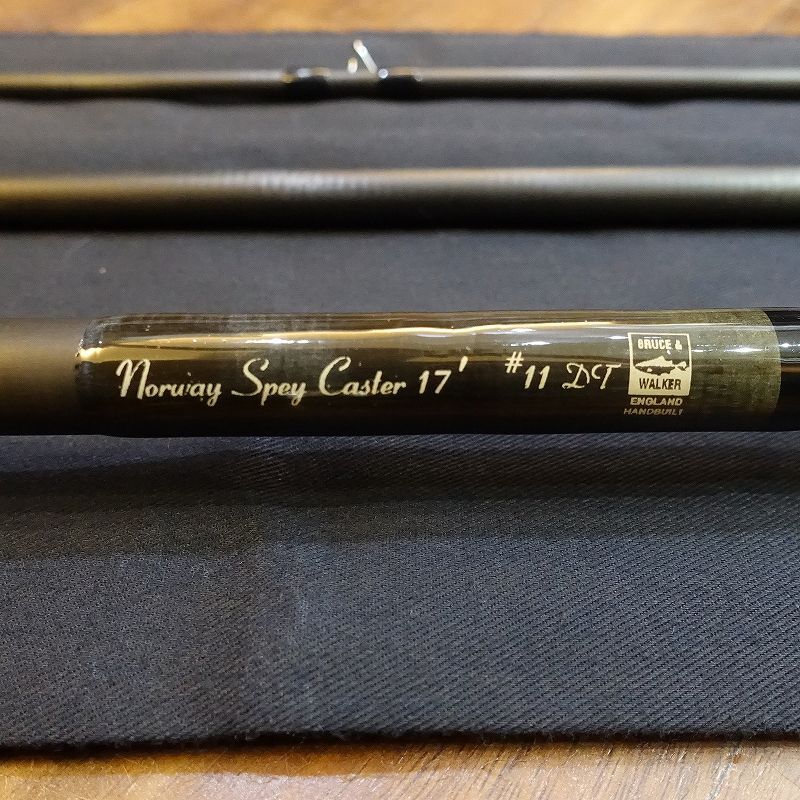 Norway Spey Caster 17' #11 DT
BRUCE &
WALKER
ENGLAND
HANDBUILT